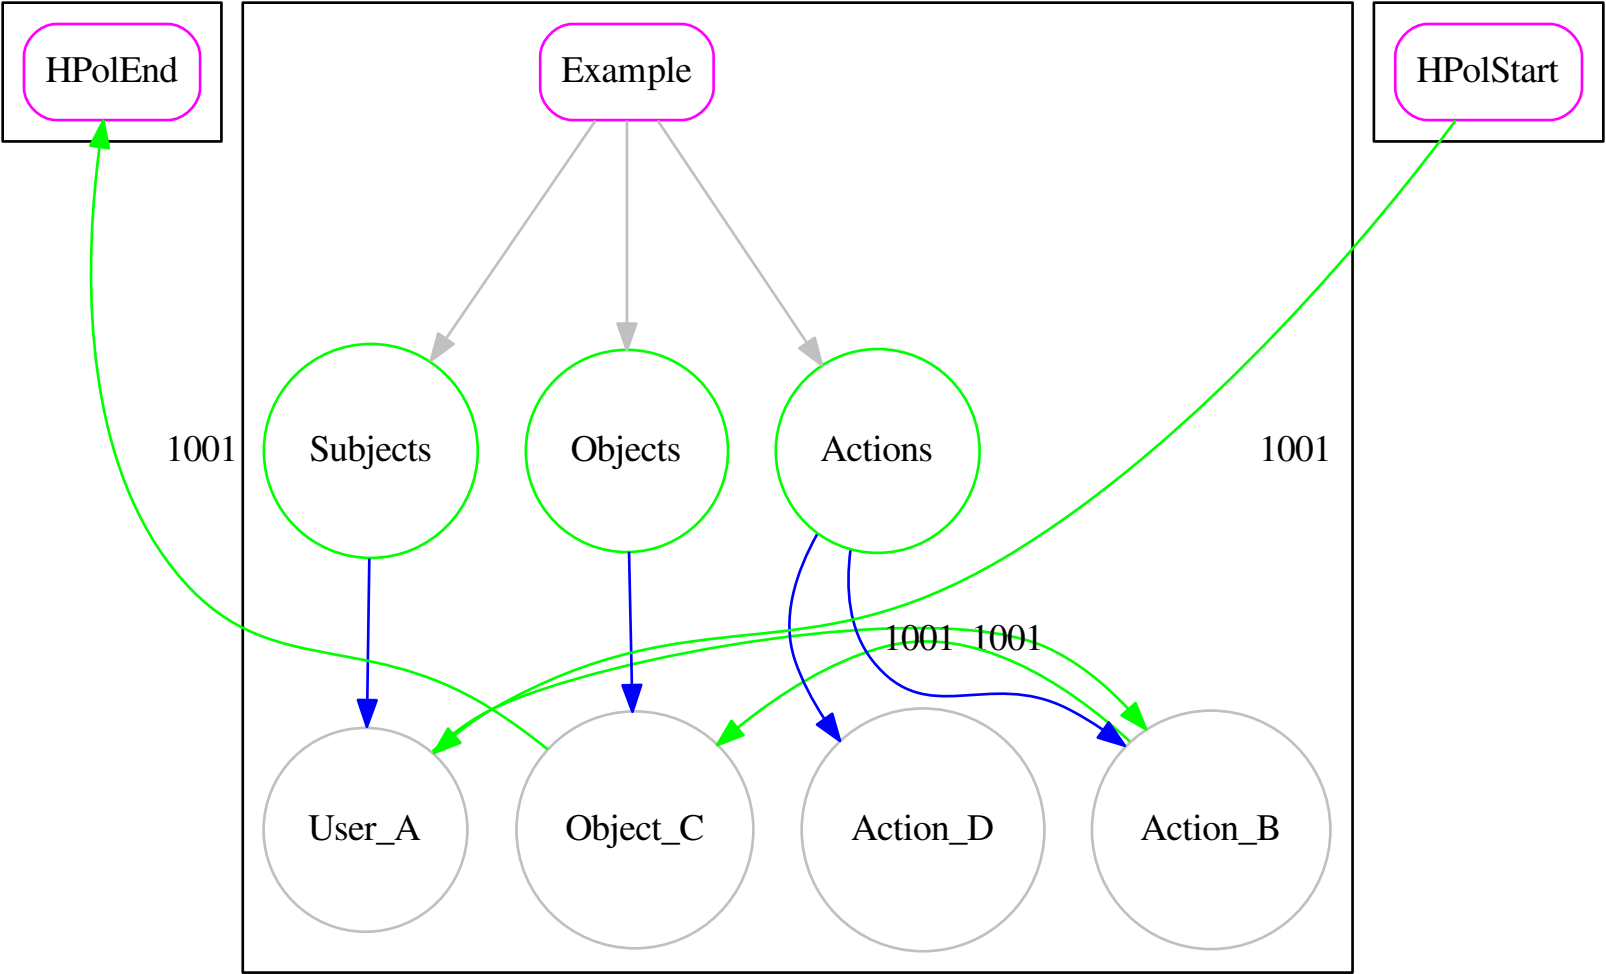 HPolEnd
Example
HPolStart
1001
Subjects
Objects
Actions
1001
1001
1001
User_A
Object_C
Action_D
Action_B